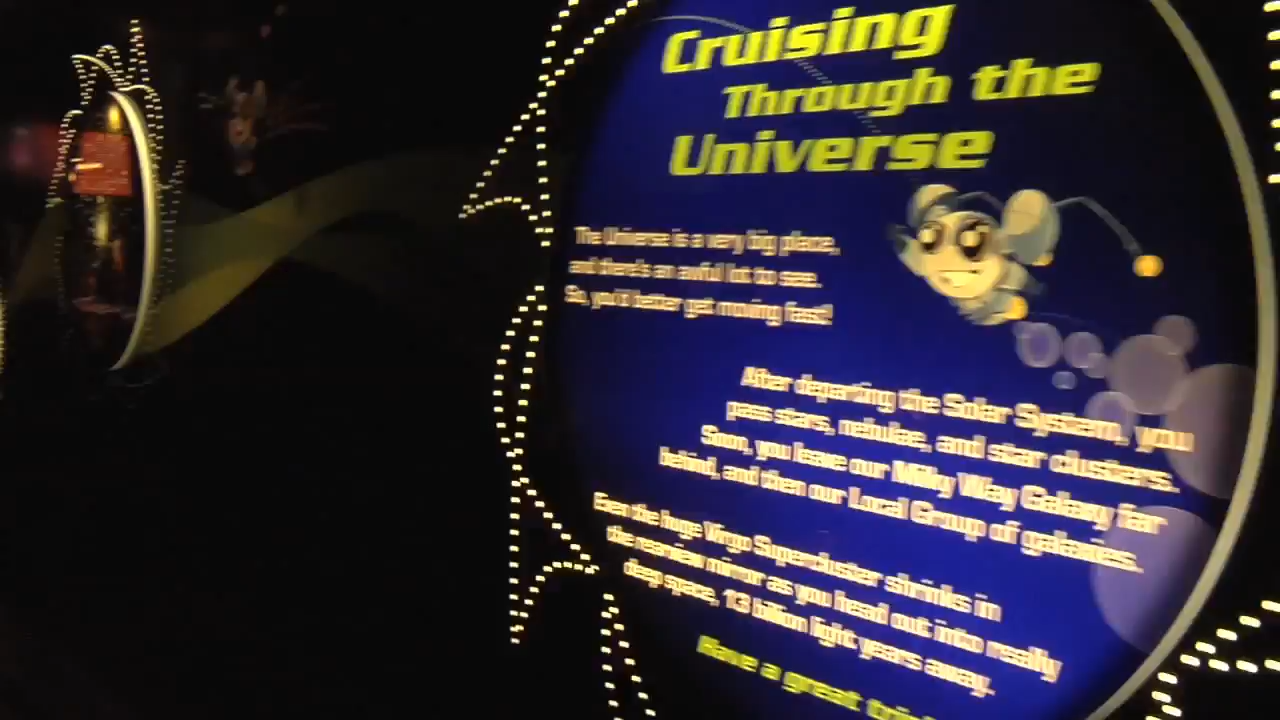 Cruising
Through the
Universe
The Universe is a very big place,
and there's an awful lot to see.
So, you'd better get moving fast!
After departing the Solar System, you
pass stars, nebulae, and star clusters.
Soon, you leave our Milky Way Galaxy far
behind, and then our Local Group of galaxies.
Even the huge Virgo Supercluster shrinks in
the rearview mirror as you head out into really
deep space, 13 billion light years away.
Have a great trip!